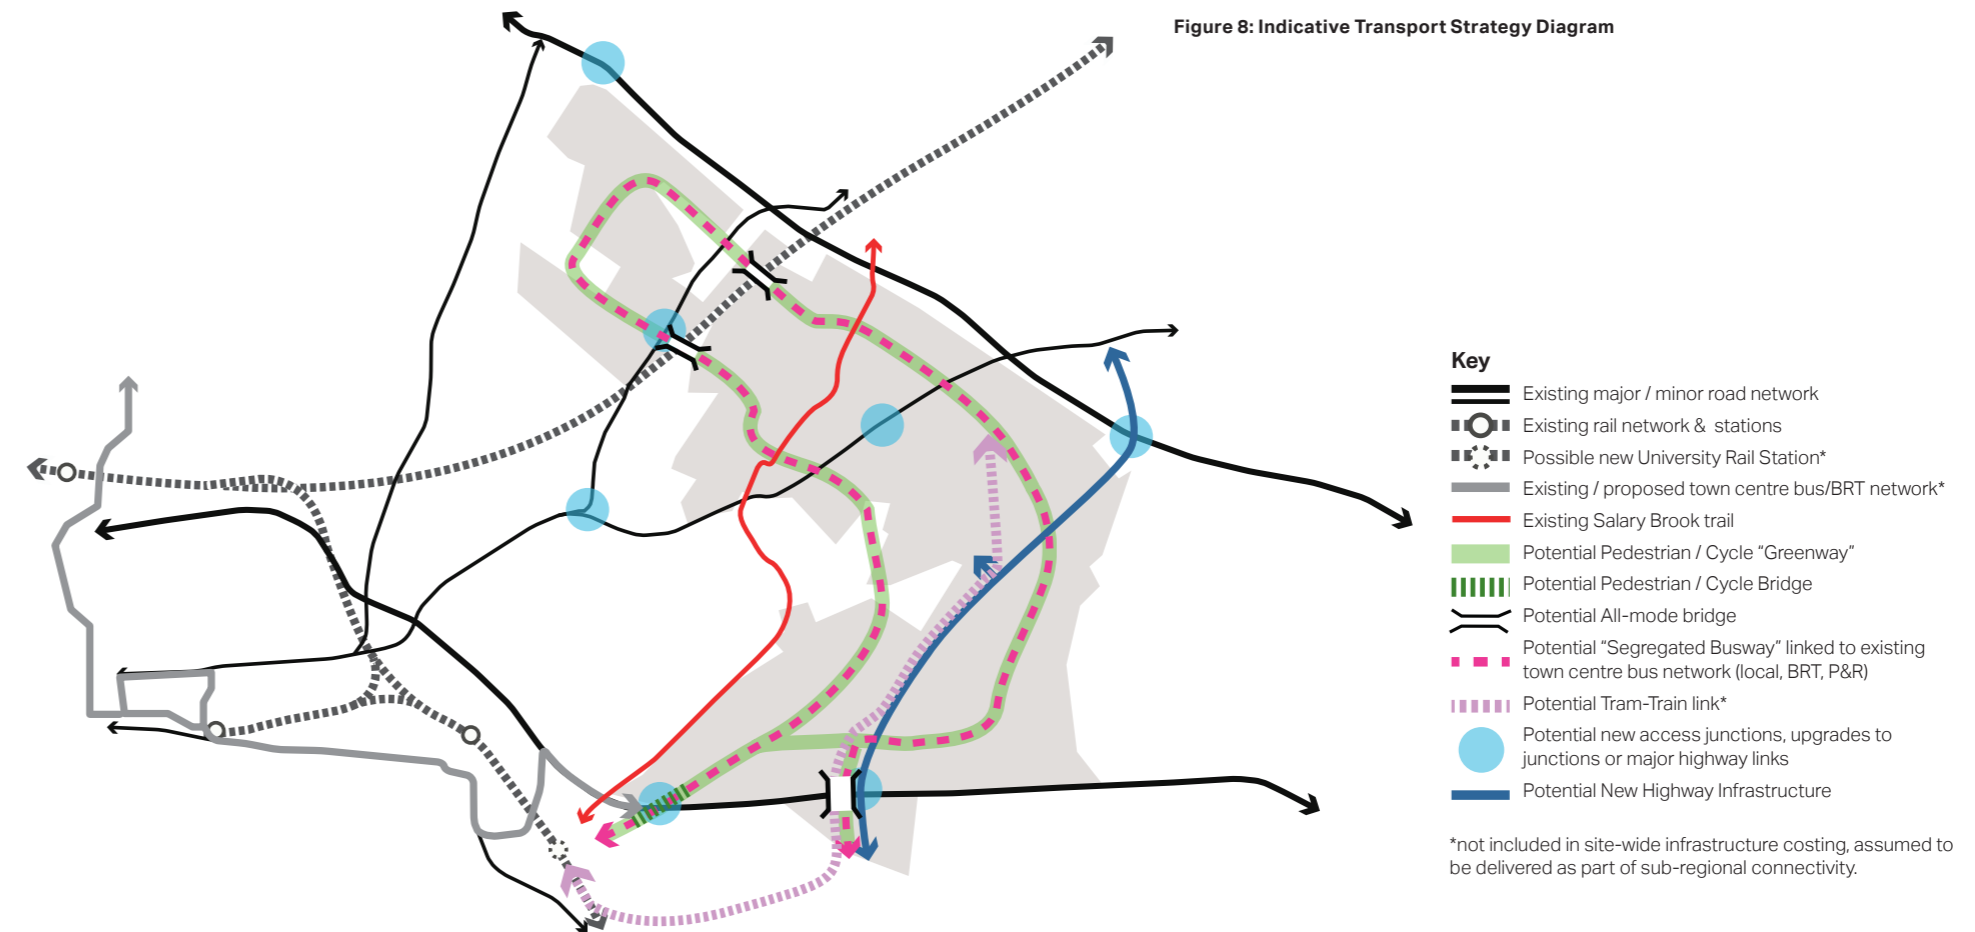 Figure 8: Indicative Transport Strategy Diagram
Key
Existing major / minor road network
Existing rail network & stations
Possible new University Rail Station*
Existing / proposed town centre bus/BRT network*
Existing Salary Brook trail
Potential Pedestrian / Cycle “Greenway”
Potential Pedestrian / Cycle Bridge
Potential All-mode bridge
Potential “Segregated Busway” linked to existing
town centre bus network (local, BRT, P&R)
Potential Tram-Train link*
Potential new access junctions, upgrades to
junctions or major highway links
Potential New Highway Infrastructure
*not included in site-wide infrastructure costing, assumed to
be delivered as part of sub-regional connectivity.